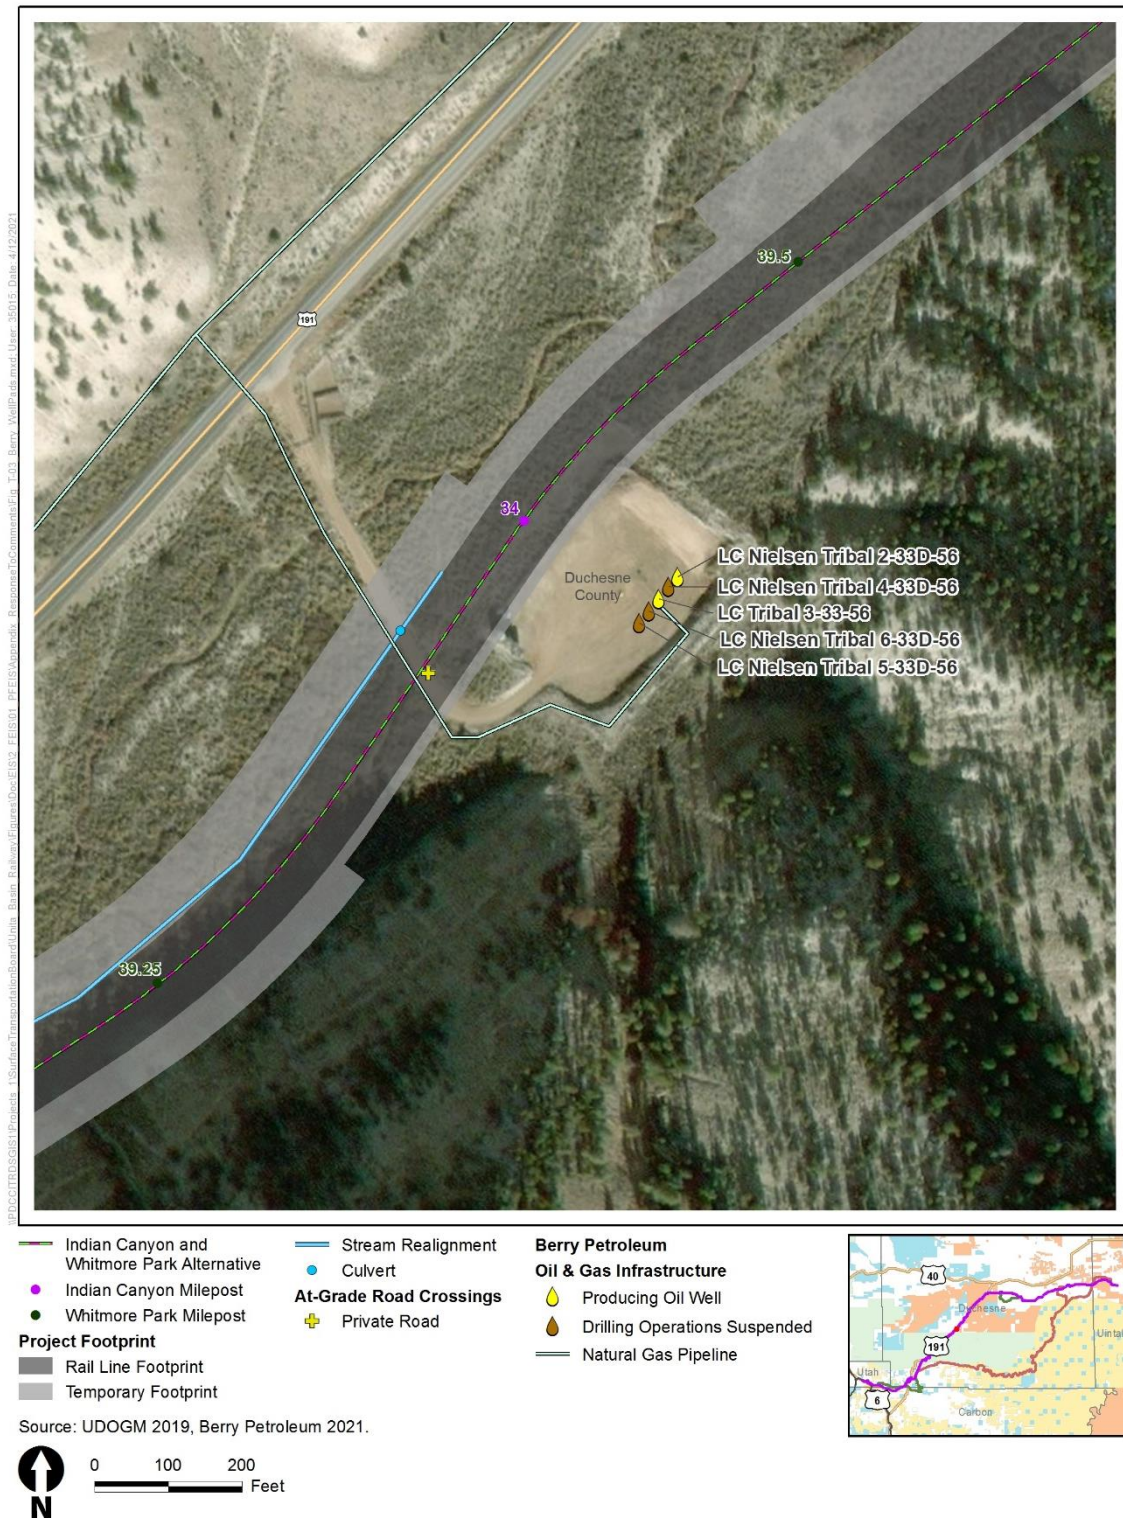 39.5
191
34
LC Nielsen Tribal 2-33D-56
LC Nielsen Tribal 4-33D-56
Duchesne
County
LC Tribal 3-33-56
LC Nielsen Tribal 6-33D-56
LC Nielsen Tribal 5-33D-56
39.25
Indian Canyon and
Whitmore Park Alternative
Indian Canyon Milepost
Whitmore Park Milepost
Project Footprint
Rail Line Footprint
Temporary Footprint
Stream Realignment
Culvert
At-Grade Road Crossings
Private Road
Berry Petroleum
Oil & Gas Infrastructure
Producing Oil Well
Drilling Operations Suspended
Natural Gas Pipeline
40
Duchesne
191
Utah
6
Carbon
Source: UDOGM 2019, Berry Petroleum 2021.
0 100 200
Feet
N